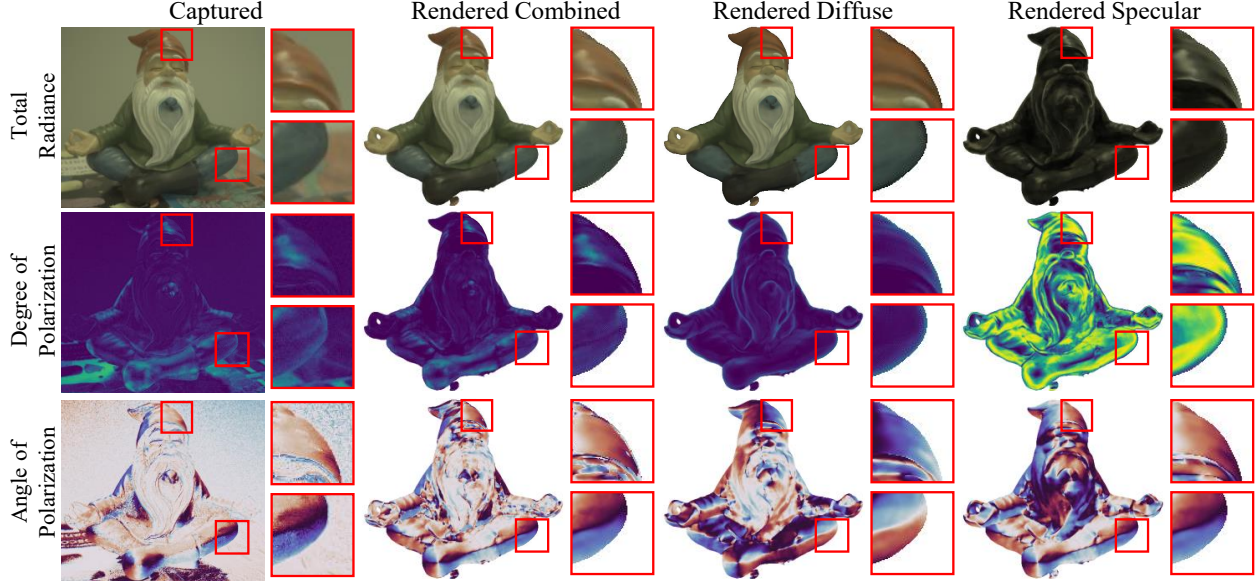 Captured
Rendered Combined
Rendered Diffuse
Rendered Specular
Total
Radiance
Degree of
Polarization
Angle of
Polarization